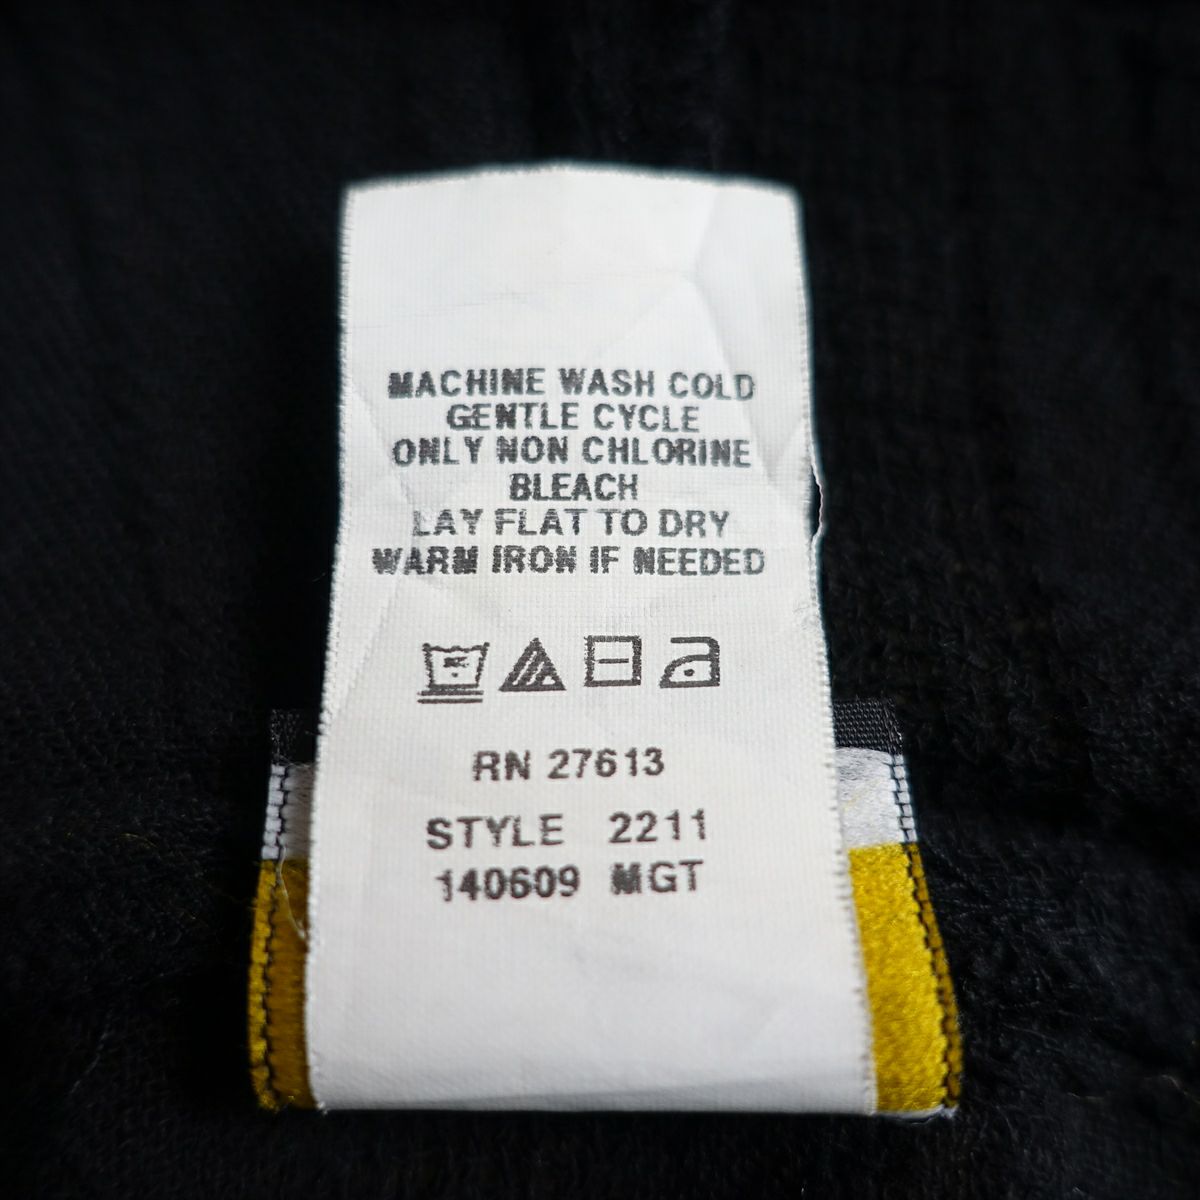 MACHINE WASH COLD
GENTLE CYCLE
ONLY NON CHLORINE
BLEACH
LAY FLAT TO DRY
WARM IRON IF NEEDED
RN 27613
STYLE 2211
140609 MGT